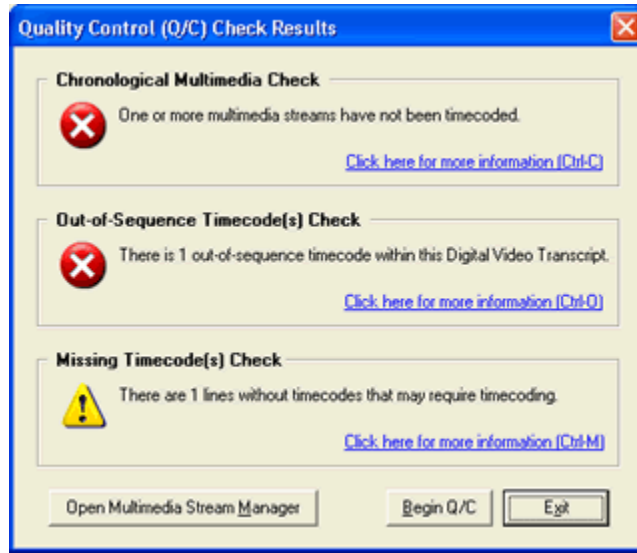 Quality Control (Q/C) Check Results
Chronological Multimedia Check
One or more multimedia streams have not been timecoded.
Click here for more information (Ctrl-C)
Out-of-Sequence Timecode(s) Check
There is 1 out-of-sequence timecode within this Digital Video Transcript.
Click here for more information (Ctrl-O)
Missing Timecode(s) Check
There are 1 lines without timecodes that may require timecoding.
Click here for more information (Ctrl-M)
Open Multimedia Stream Manager Begin Q/C Exit